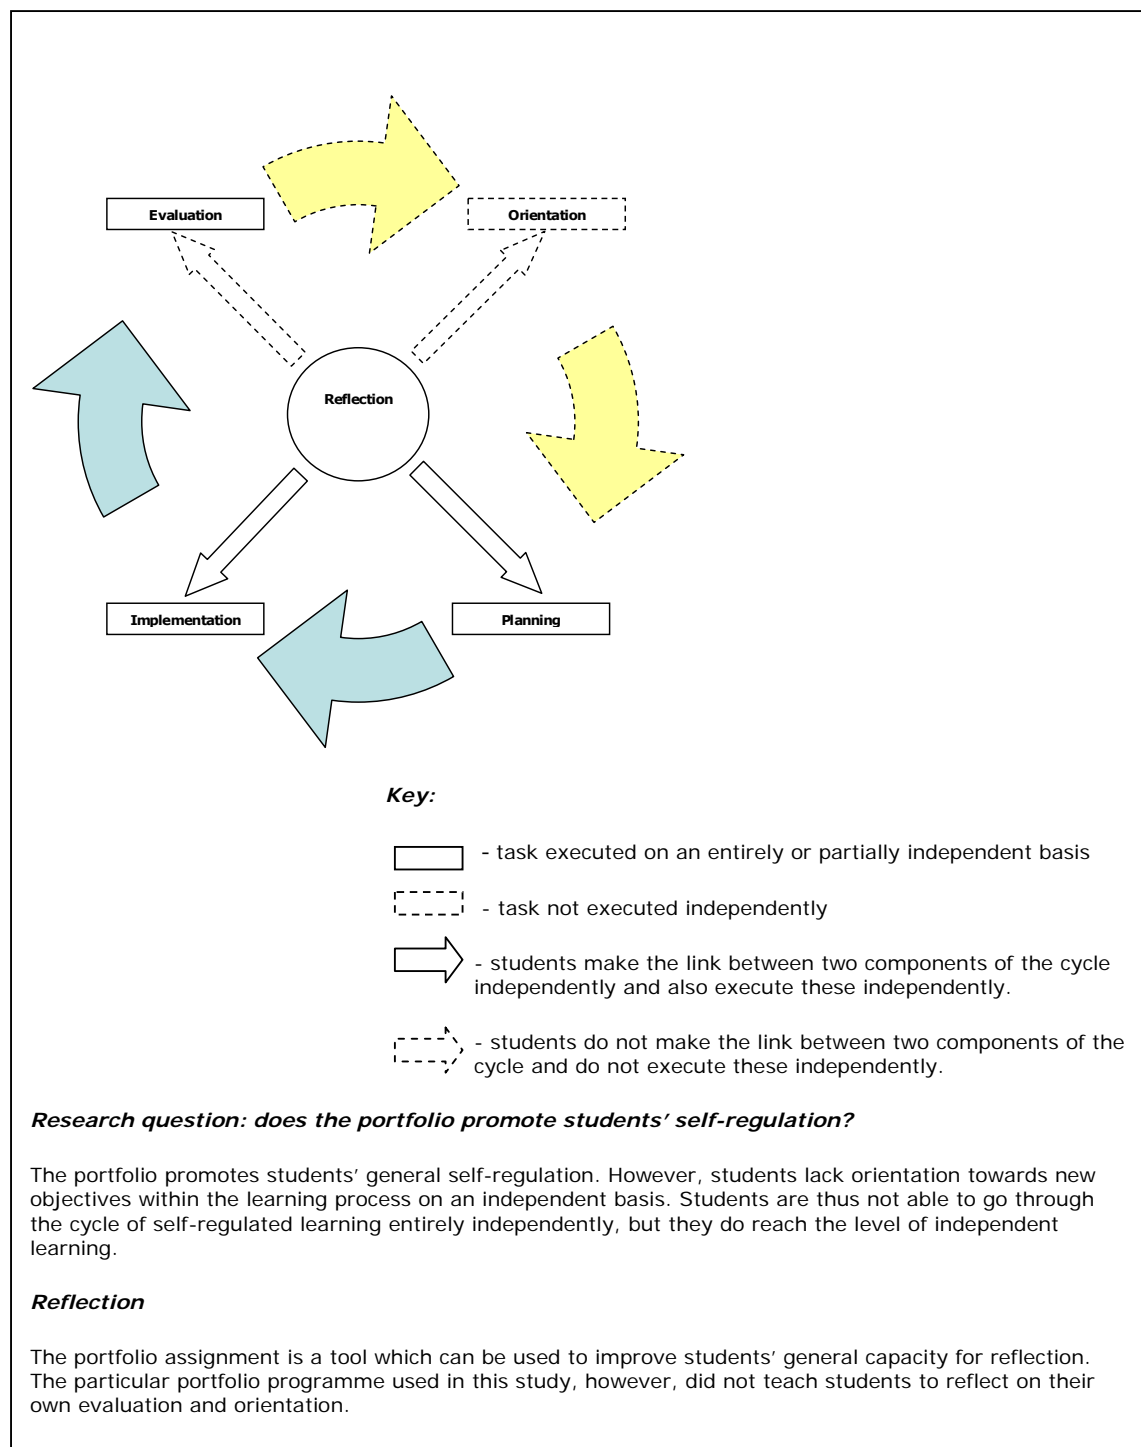 Evaluation
Orientation
Reflection
Implementation
Planning
Key:
- task executed on an entirely or partially independent basis
- task not executed independently
- students make the link between two components of the cycle
independently and also execute these independently.
- students do not make the link between two components of the
cycle and do not execute these independently.
Research question: does the portfolio promote students’ self-regulation?
The portfolio promotes students’ general self-regulation. However, students lack orientation towards new
objectives within the learning process on an independent basis. Students are thus not able to go through
the cycle of self-regulated learning entirely independently, but they do reach the level of independent
learning.
Reflection
The portfolio assignment is a tool which can be used to improve students’ general capacity for reflection.
The particular portfolio programme used in this study, however, did not teach students to reflect on their
own evaluation and orientation.